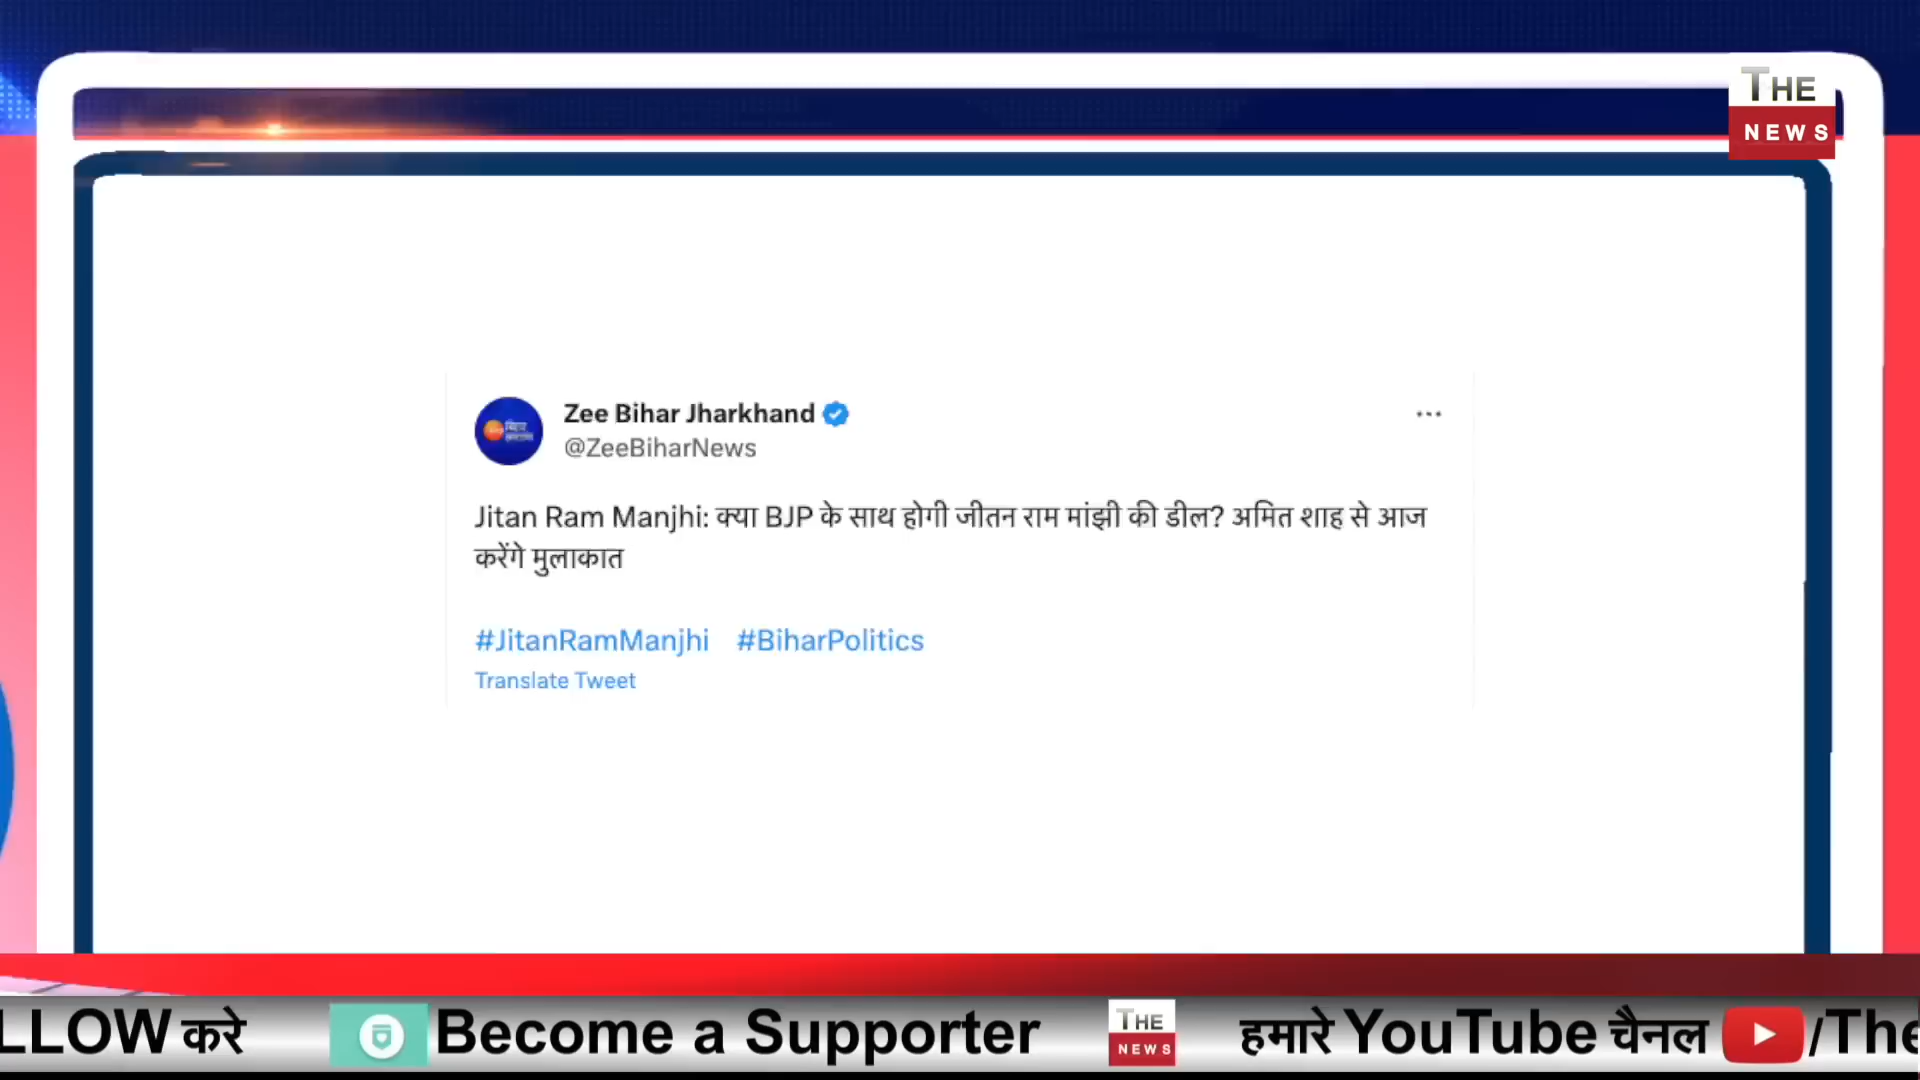 THE
NEWS
Zee Bihar Jharkhand
@ZeeBiharNews
Jitan Ram Manjhi: क्या BJP के साथ होगी जीतन राम मांझी की डील? अमित शाह से आज
करेंगे मुलाकात
#JitanRamManjhi #BiharPolitics
Translate Tweet
LLOW करे Become a Supporter THE NEWS हमारे YouTube चैनल /The